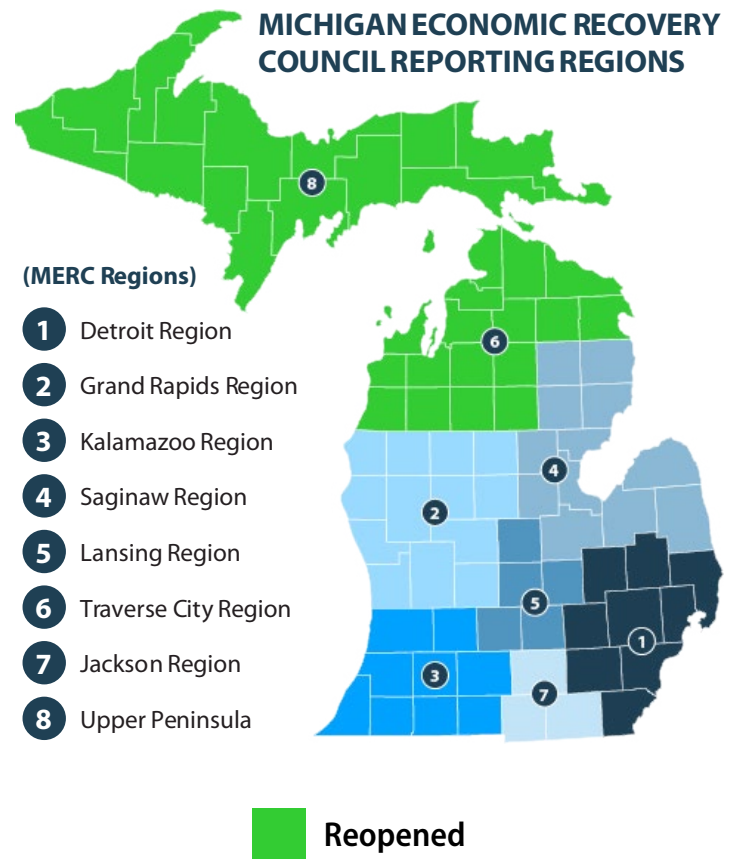 MICHIGAN ECONOMIC RECOVERY
COUNCIL REPORTING REGIONS
8
(MERC Regions)
1 Detroit Region
2 Grand Rapids Region
3 Kalamazoo Region
4 Saginaw Region
5 Lansing Region
6 Traverse City Region
7 Jackson Region
8 Upper Peninsula
6
4
2
5
1
3
7
Reopened